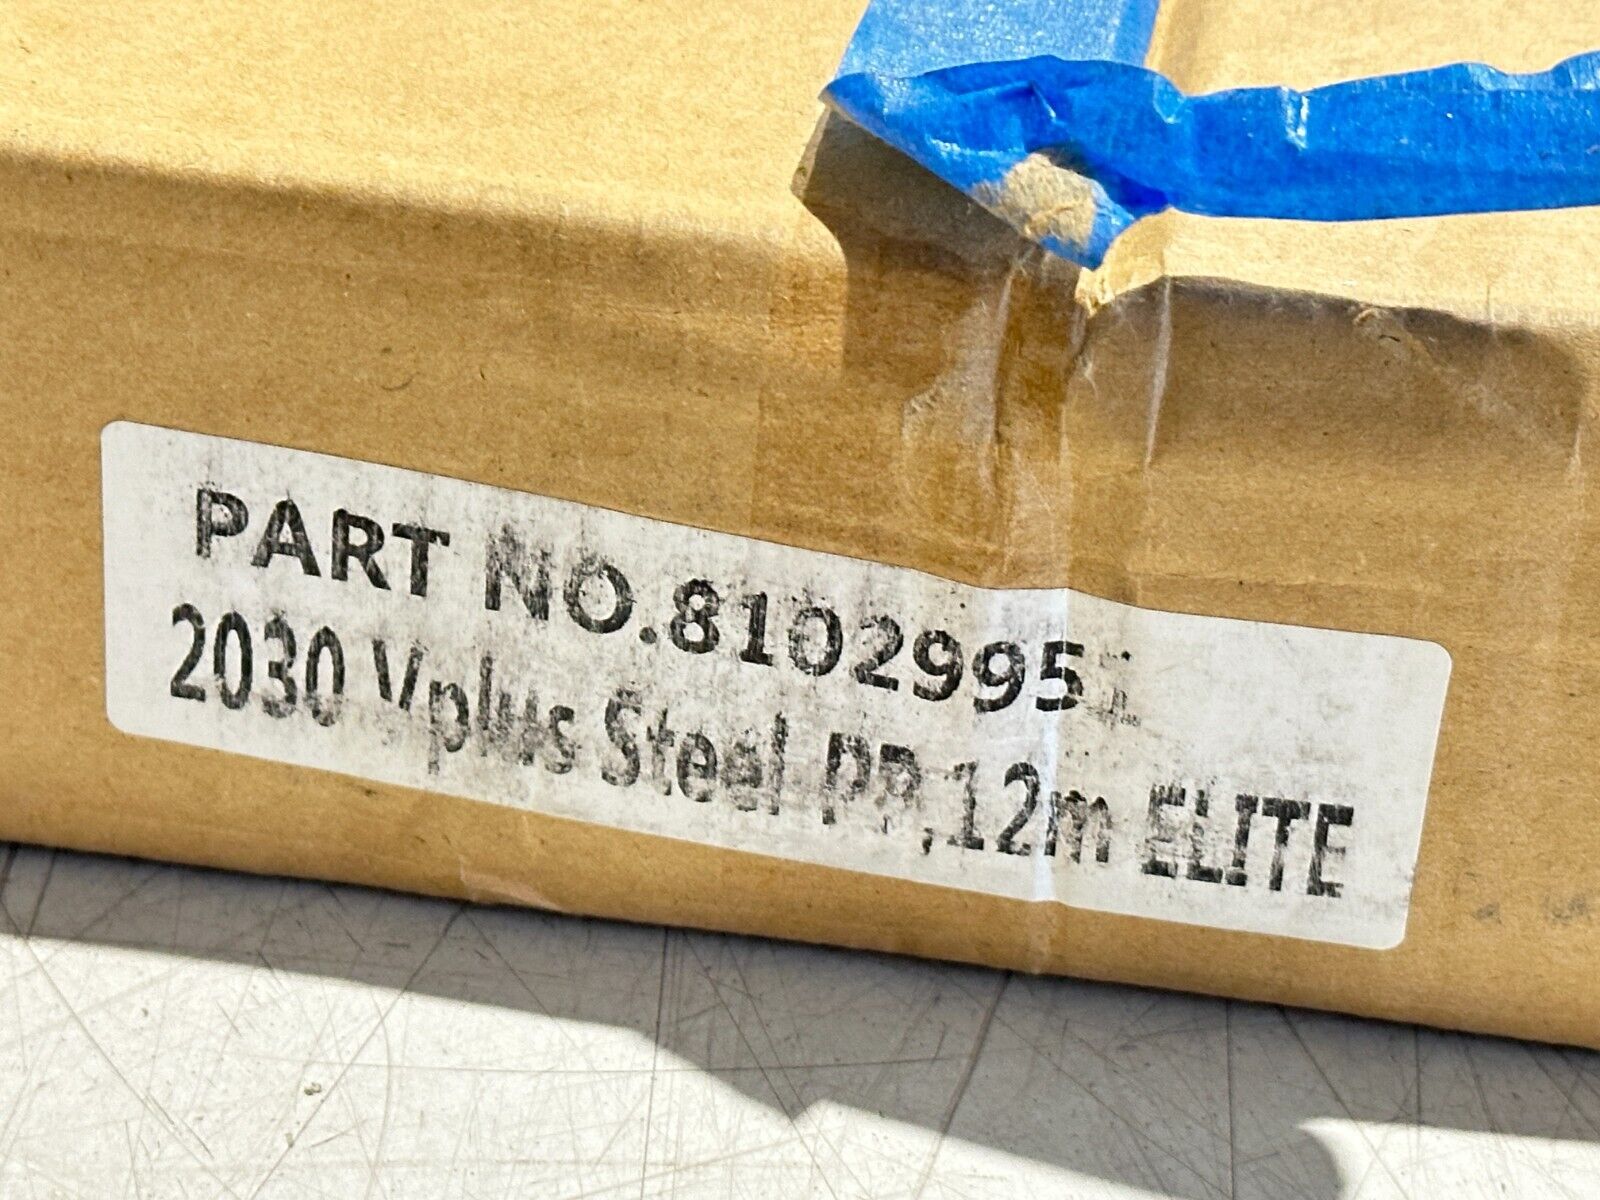 PART NO.8102995
2030 Vplus Steel PP,12m ELITE